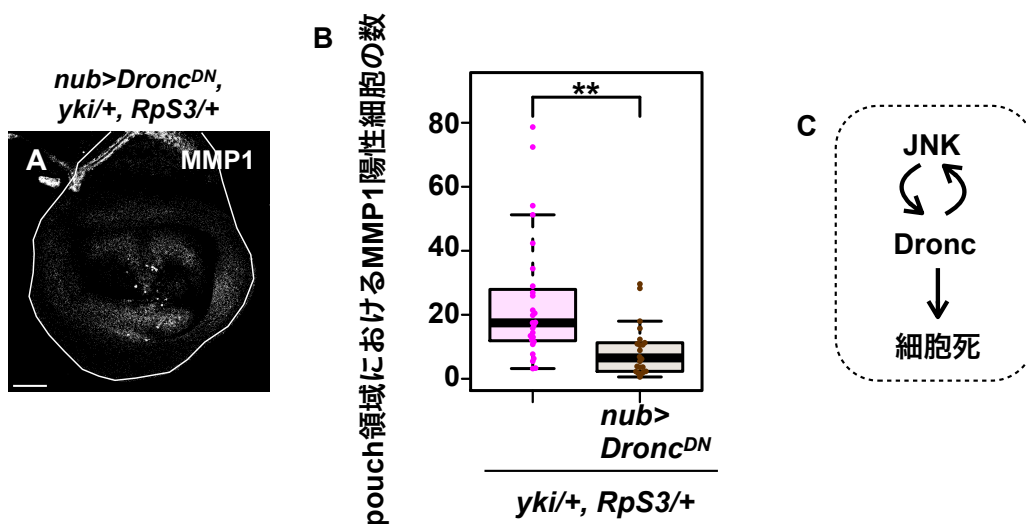 nub>Dronc^DN,
yki/+, RpS3/+
A
MMP1
B
pouch領域におけるMMP1陽性細胞の数
80
60
40
20
0
**
nub>
Dronc^DN
yki/+, RpS3/+
C
JNK
Dronc
細胞死